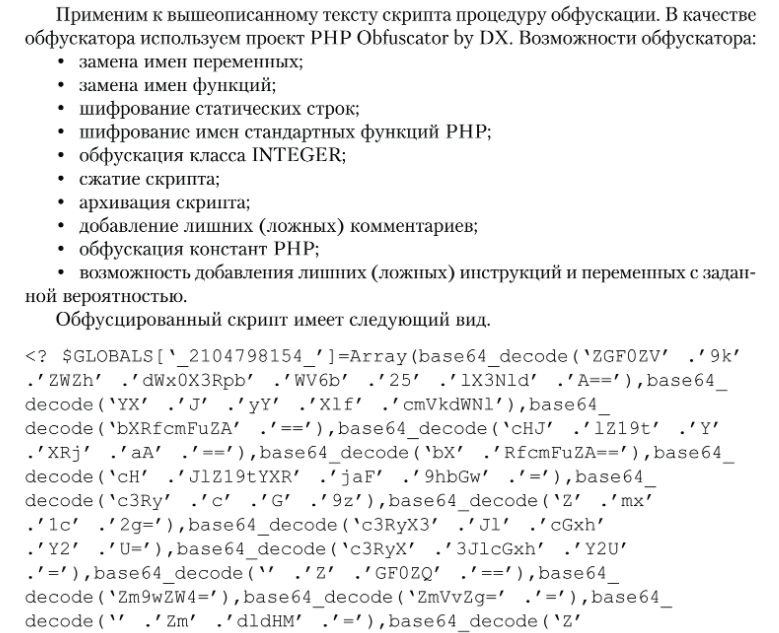 Применим к вышеописанному тексту скрипта процедуру обфускации. В качестве
обфускатора используем проект PHP Obfuscator by DX. Возможности обфускатора:
• замена имен переменных;
• замена имен функций;
• шифрование статических строк;
• шифрование имен стандартных функций PHP;
• обфускация класса INTEGER;
• сжатие скрипта;
• архивация скрипта;
• добавление лишних (ложных) комментариев;
• обфускация констант PHP;
• возможность добавления лишних (ложных) инструкций и переменных с задан-
ной вероятностью.
Обфусцированный скрипт имеет следующий вид.
<? $GLOBALS[‘_2104798154_’]=Array(base64_decode(‘ZGF0ZV’ .’9k’
.’ZWZh’ .’dWx0X3Rpb’ .’WV6b’ .’25’ .’lX3Nld’ .’A==’),base64_
decode(‘YX’ .’J’ .’yY’ .’Xlf’ .’cmVkdWNl’),base64_
decode(‘bXRfcmFuZA’ .’==’),base64_decode(‘cHJ’ .’lZ19t’ .’Y’
.’XRj’ .’aA’ .’==’),base64_decode(‘bX’ .’RfcmFuZA==’),base64_
decode(‘cH’ .’JlZ19tYXR’ .’jaF’ .’9hbGw’ .’=’),base64_
decode(‘c3Ry’ .’c’ .’G’ .’9z’),base64_decode(‘Z’ .’mx’
.’1c’ .’2g=’),base64_decode(‘c3RyX3’ .’Jl’ .’cGxh’
.’Y2’ .’U=’),base64_decode(‘c3RyX’ .’3JlcGxh’ .’Y2U’
.’=’),base64_decode(‘’ .’Z’ .’GF0ZQ’ .’==’),base64_
decode(‘Zm9wZW4=’),base64_decode(‘ZmVvZg=’ .’=’),base64_
decode(‘’ .’Zm’ .’dldHM’ .’=’),base64_decode(‘Z’